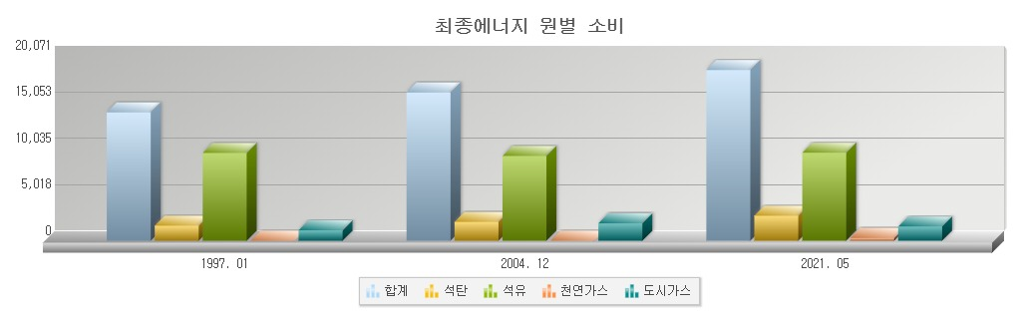 최종에너지 원별 소비
20,071
15,053
10,035
5,018
0
1997. 01 2004. 12 2021. 05
합계 석탄 석유 천연가스 도시가스